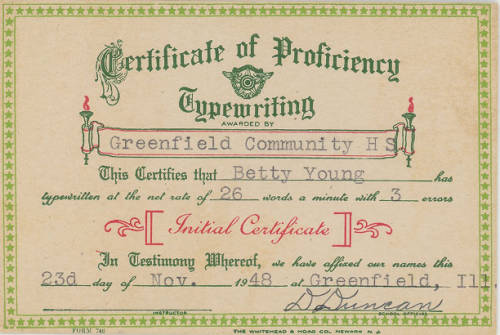 Certificate of Proficiency
Typewriting
AWARDED BY
Greenfield Community H S
This Certifies that Betty Young has
typewritten at the net rate of 26 words a minute with 3 errors
Initial Certificate
In Testimony Whereof, we have affixed our names this
23d day of Nov. 1948 at Greenfield, Ill.
D Duncan
INSTRUCTOR SCHOOL OFFICIAL
FORM 740 THE WHITEHEAD & HOAG CO. NEWARK N.J.